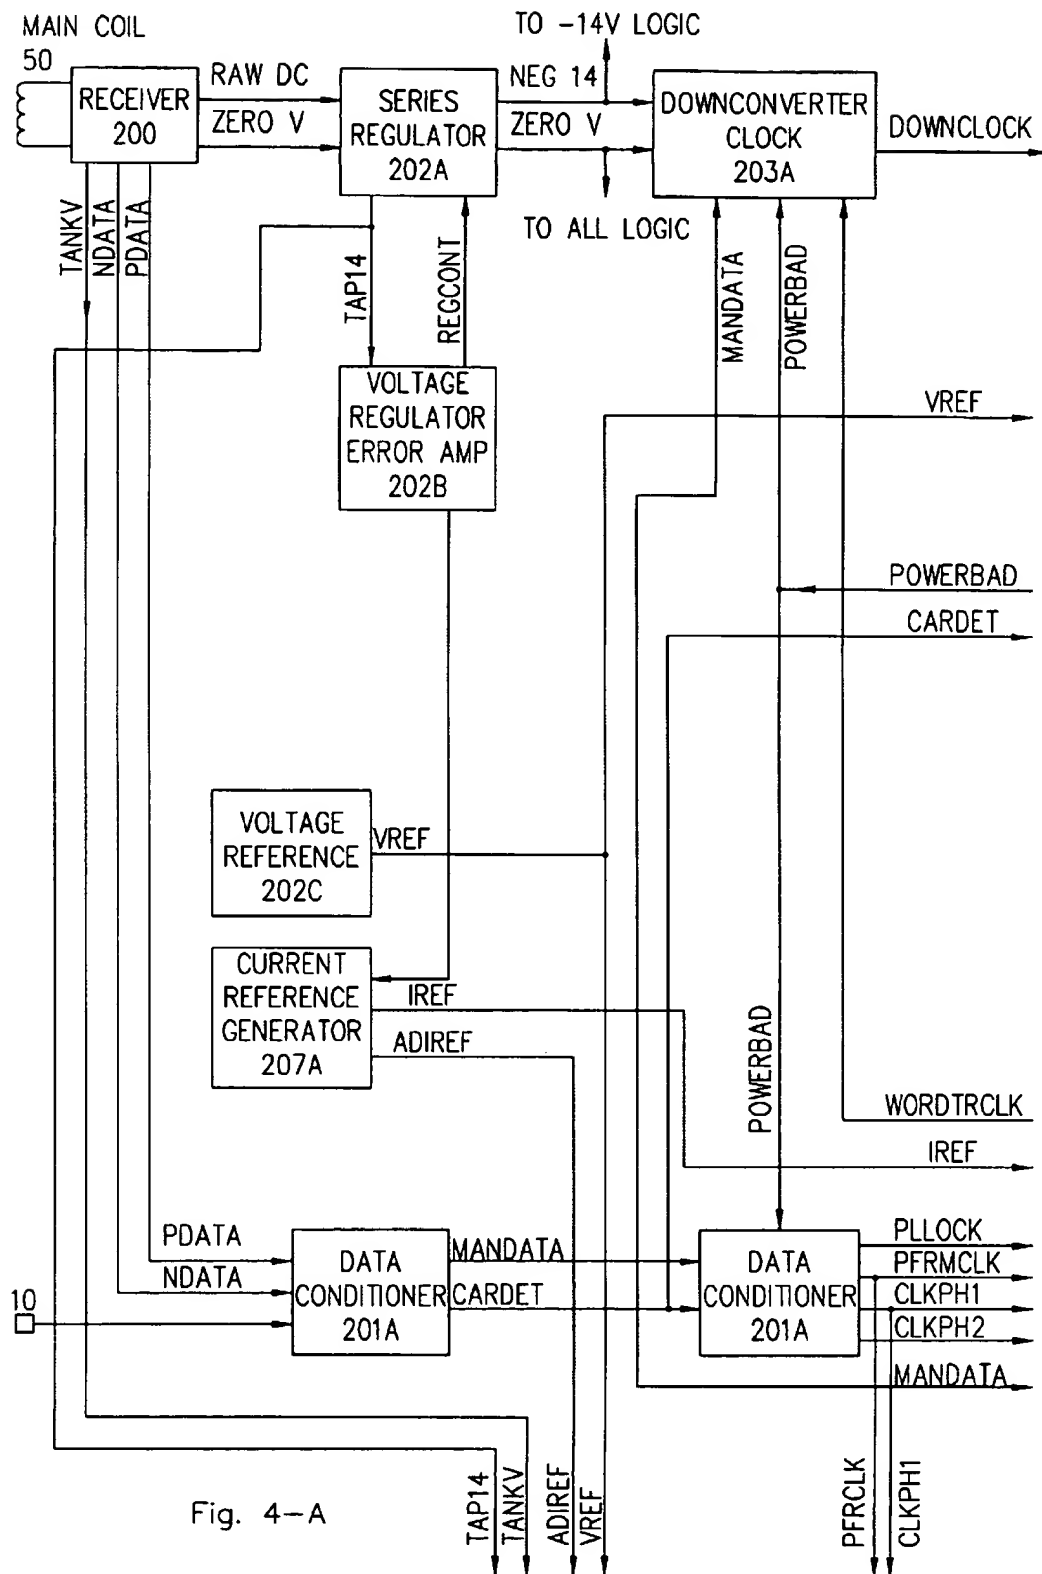 MAIN COIL
50
TO -14V LOGIC
RECEIVER
200
RAW DC
ZERO V
SERIES
REGULATOR
202A
NEG 14
ZERO V
DOWNCONVERTER
CLOCK
203A
DOWNCLOCK
TO ALL LOGIC
TANKV
NDATA
PDATA
TAP14
REGCONT
MANDATA
POWERBAD
VOLTAGE
REGULATOR
ERROR AMP
202B
VREF
POWERBAD
CARDET
VOLTAGE
REFERENCE
202C
VREF
CURRENT
REFERENCE
GENERATOR
207A
IREF
ADIREF
POWERBAD
WORDTRCLK
IREF
PDATA
NDATA
10
DATA
CONDITIONER
201A
MANDATA
CARDET
DATA
CONDITIONER
201A
PLLOCK
PFRMCLK
CLKPH1
CLKPH2
MANDATA
TAP14
TANKV
ADIREF
VREF
PFRCLK
CLKPH1
Fig. 4-A